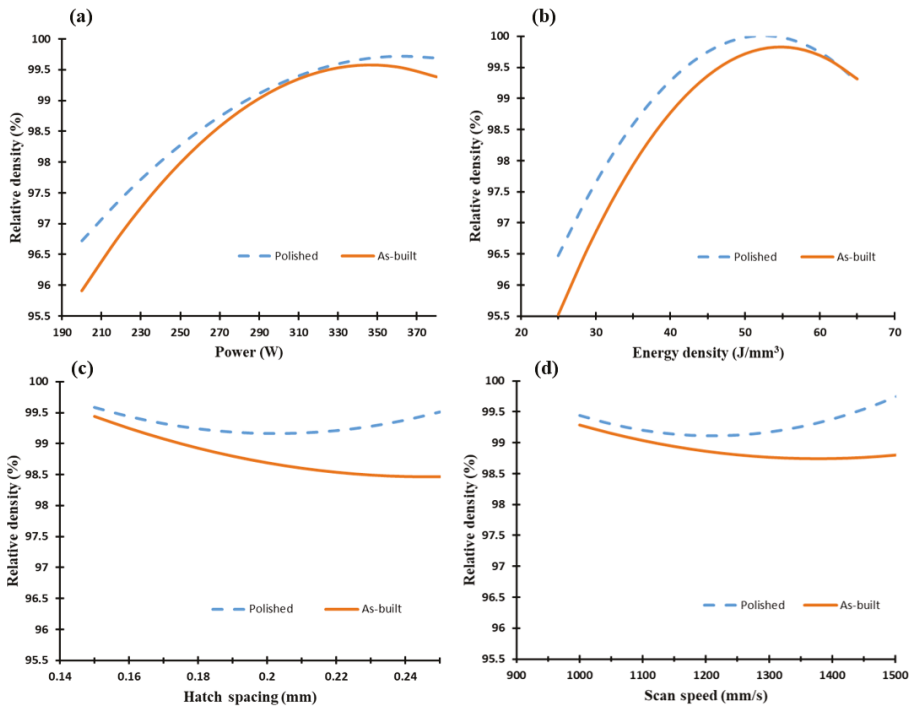 (a)
100
99.5
99
98.5
98
97.5
97
96.5
96
95.5
Relative density (%)
Polished
As-built
190 210 230 250 270 290 310 330 350 370
Power (W)
(b)
100
99.5
99
98.5
98
97.5
97
96.5
96
95.5
Relative density (%)
Polished
As-built
20 30 40 50 60 70
Energy density (J/mm³)
(c)
100
99.5
99
98.5
98
97.5
97
96.5
96
95.5
Relative density (%)
Polished
As-built
0.14 0.16 0.18 0.2 0.22 0.24
Hatch spacing (mm)
(d)
100
99.5
99
98.5
98
97.5
97
96.5
96
95.5
Relative density (%)
Polished
As-built
900 1000 1100 1200 1300 1400 1500
Scan speed (mm/s)